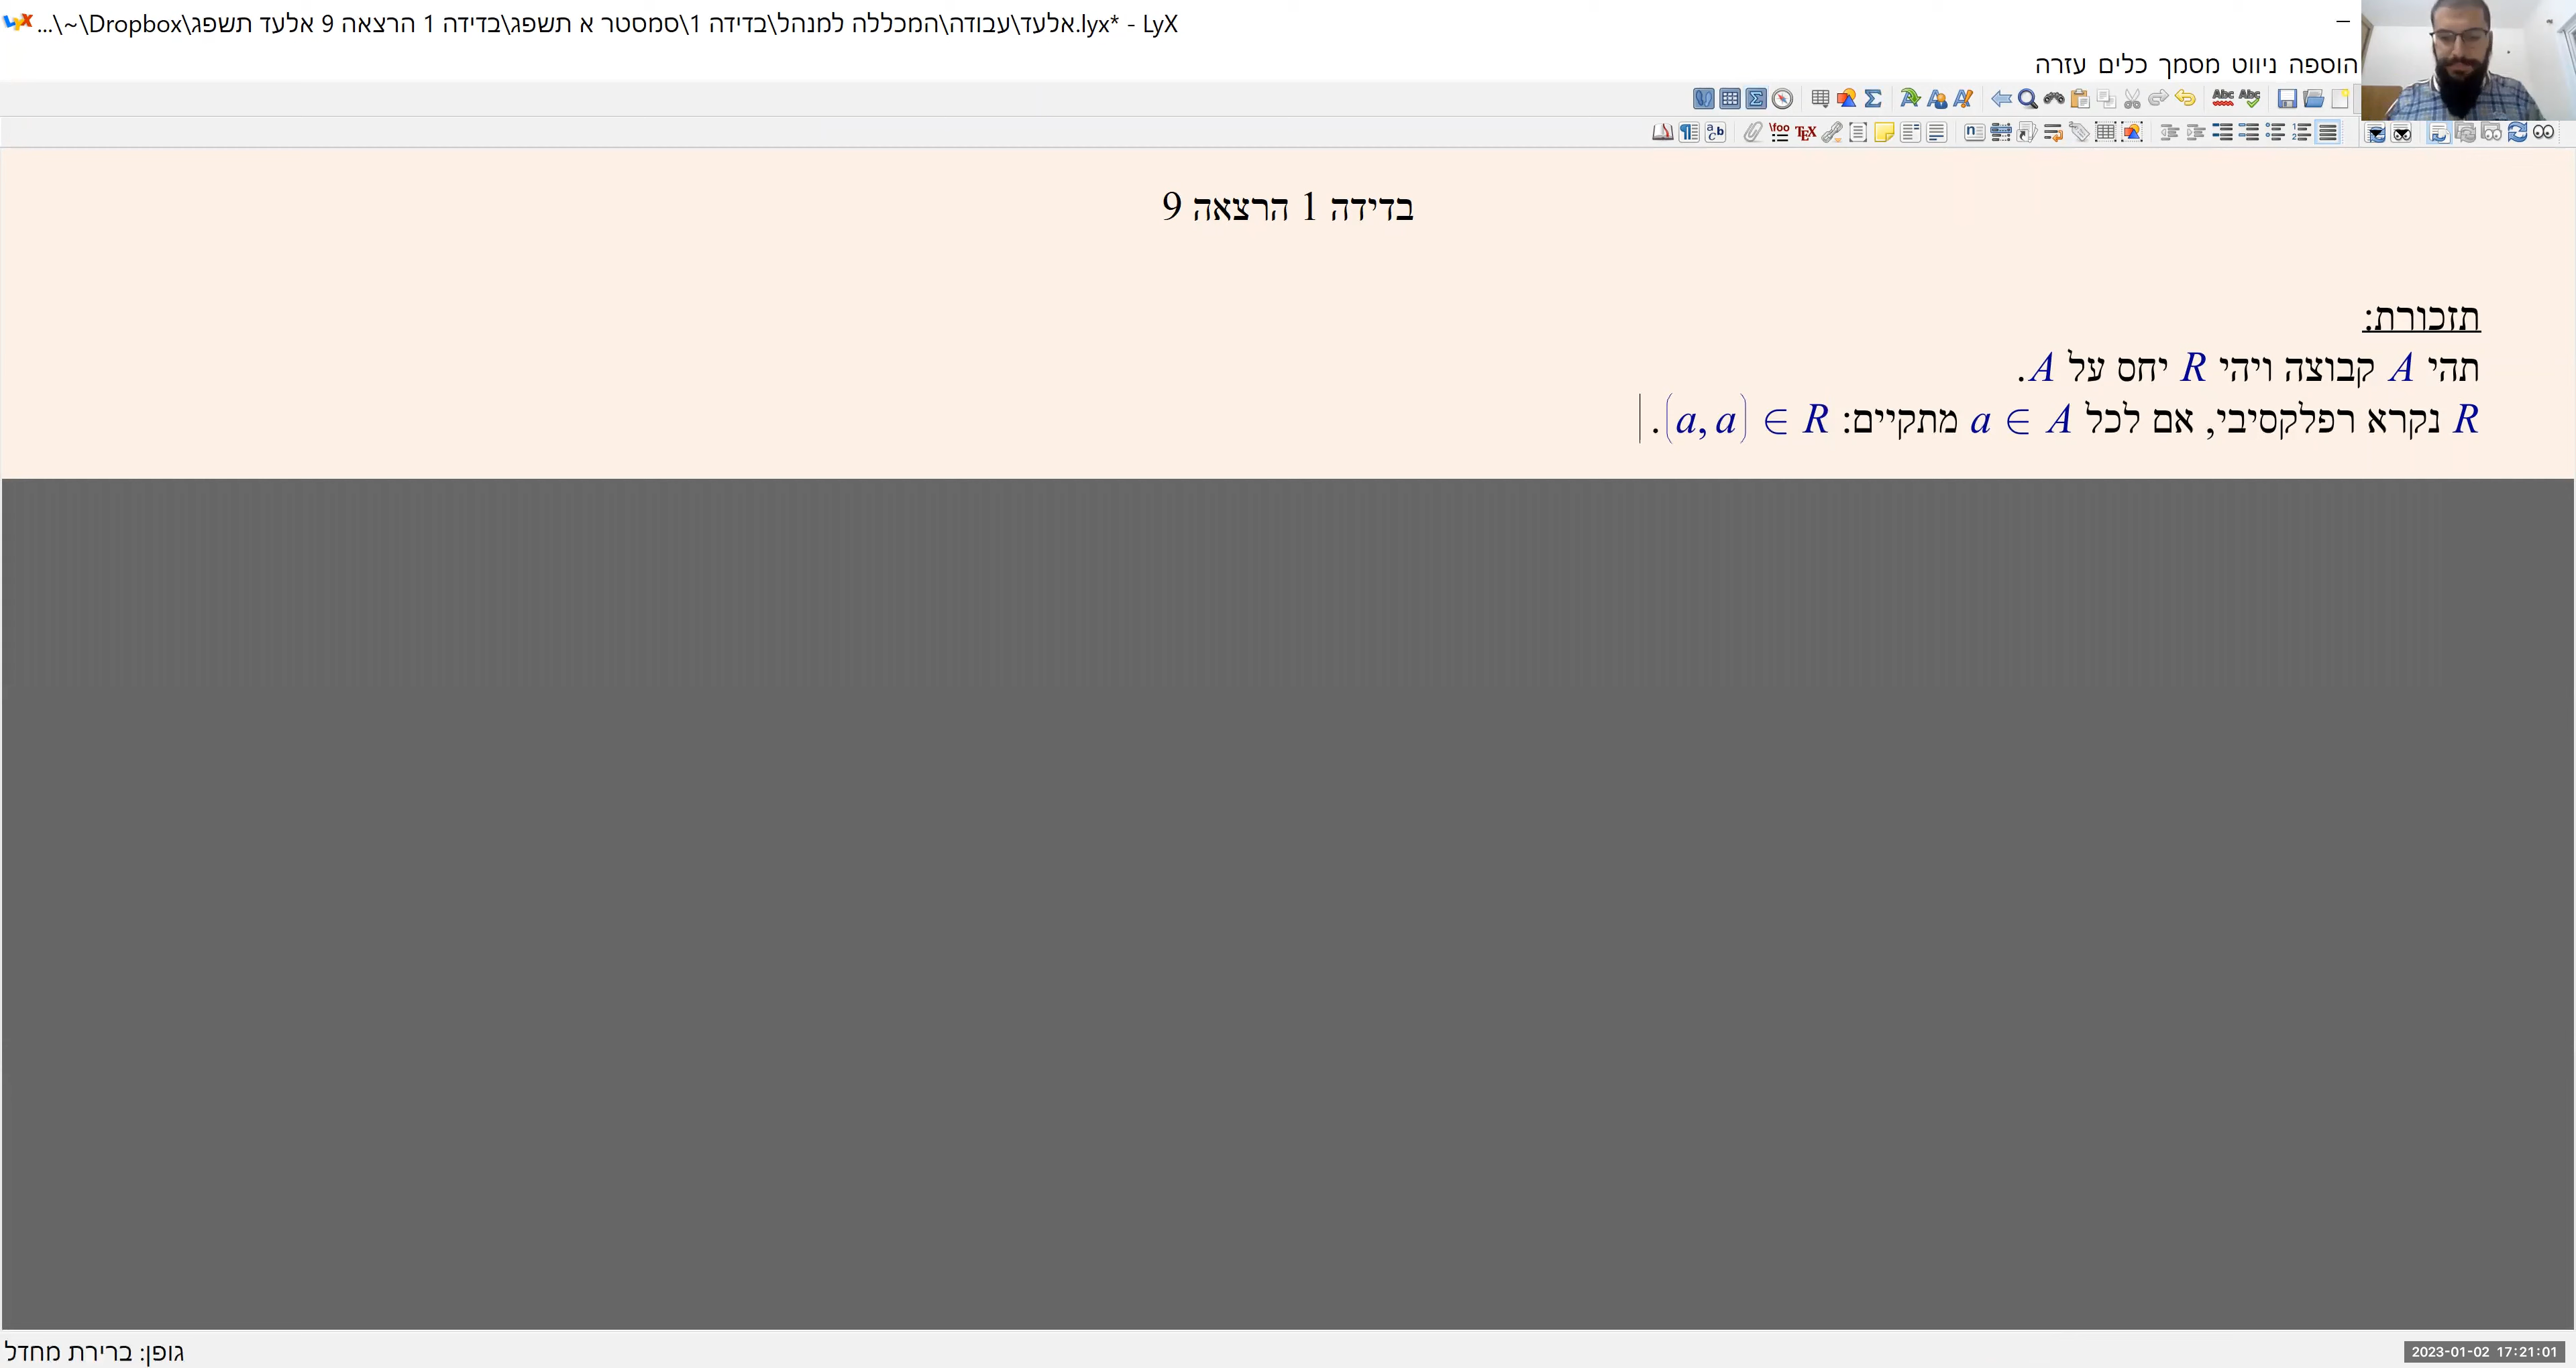 ...\~\Dropbox\אלעד\עבודה\המכללה למנהל\בדידה 1\סמסטר א תשפג\בדידה 1 הרצאה 9 אלעד תשפג.lyx* - LyX
הוספה ניווט מסמך כלים עזרה
בדידה 1 הרצאה 9
תזכורת:
תהי A קבוצה ויהי R יחס על A.
R נקרא רפלקסיבי, אם לכל a ∈ A מתקיים: (a, a) ∈ R.
גופן: ברירת מחדל
2023-01-02 17:21:01